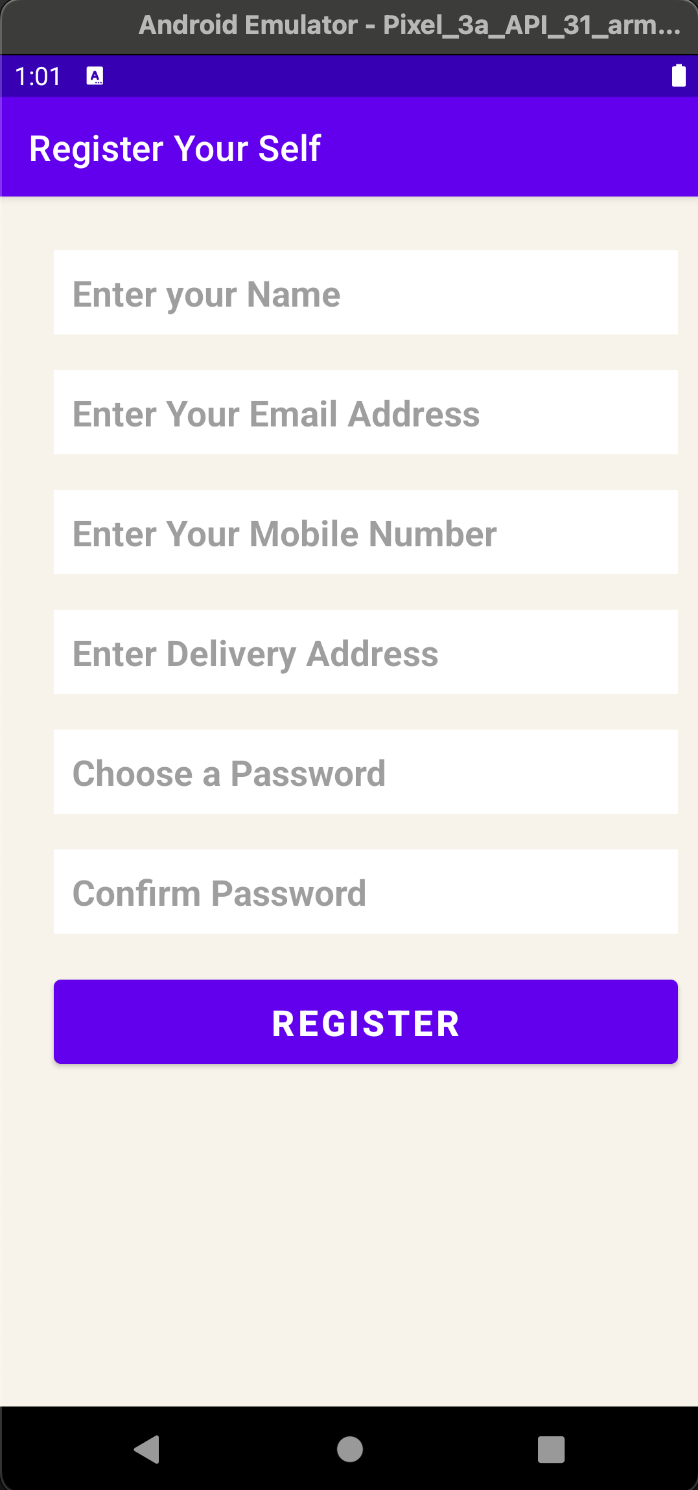 Android Emulator - Pixel_3a_API_31_arm...
1:01 A
Register Your Self
Enter your Name
Enter Your Email Address
Enter Your Mobile Number
Enter Delivery Address
Choose a Password
Confirm Password
REGISTER